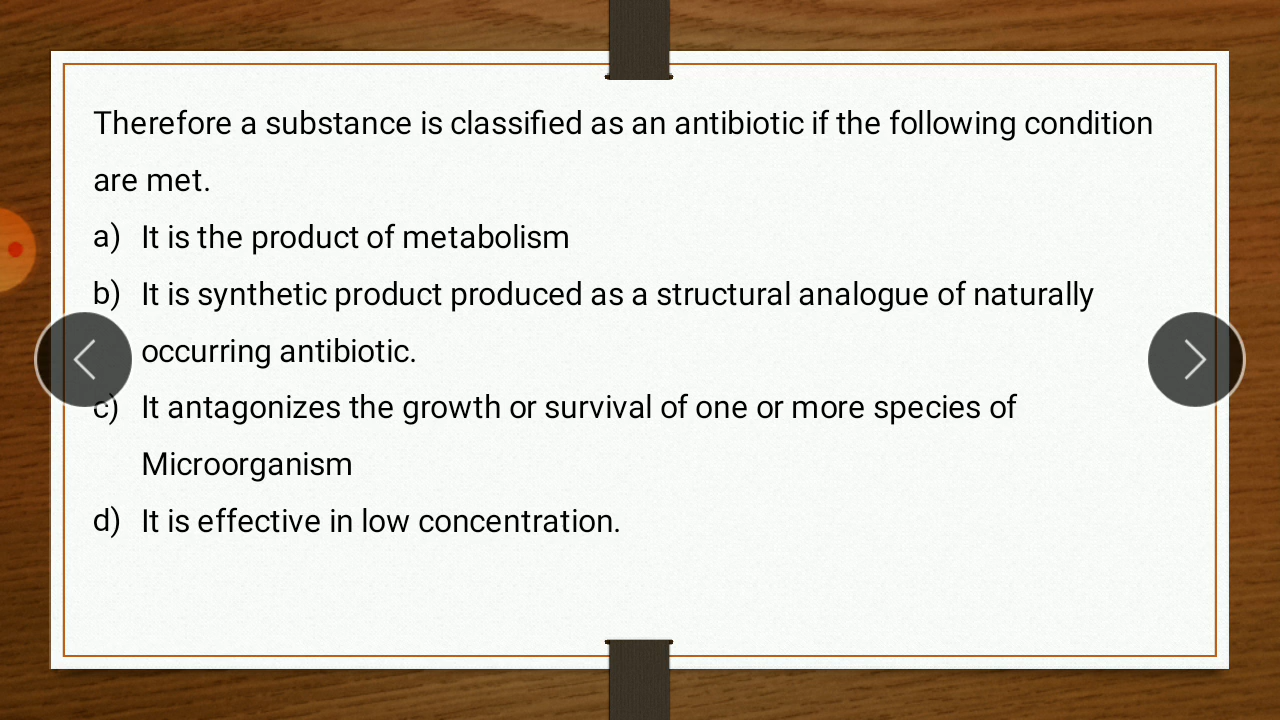 Therefore a substance is classified as an antibiotic if the following condition
are met.
a) It is the product of metabolism
b) It is synthetic product produced as a structural analogue of naturally
occurring antibiotic.
c) It antagonizes the growth or survival of one or more species of
Microorganism
d) It is effective in low concentration.